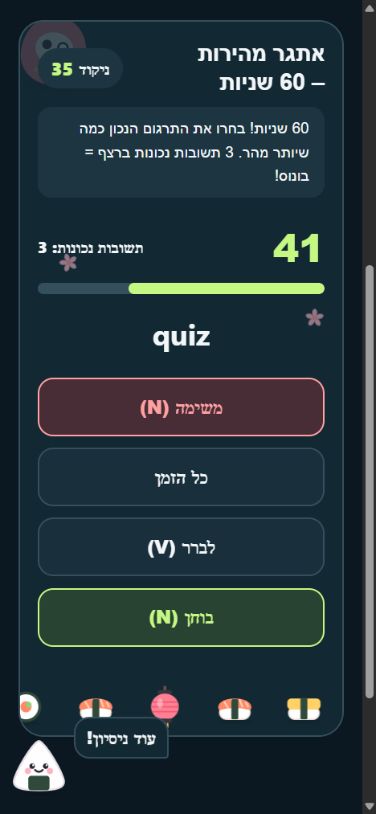 אתגר מהירות
– 60 שניות
ניקוד 35
60 שניות! בחרו את התרגום הנכון כמה
שיותר מהר. 3 תשובות נכונות ברצף =
בונוס!
41
תשובות נכונות: 3
quiz
משימה (N)
כל הזמן
לברר (V)
בוחן (N)
עוד ניסיון!